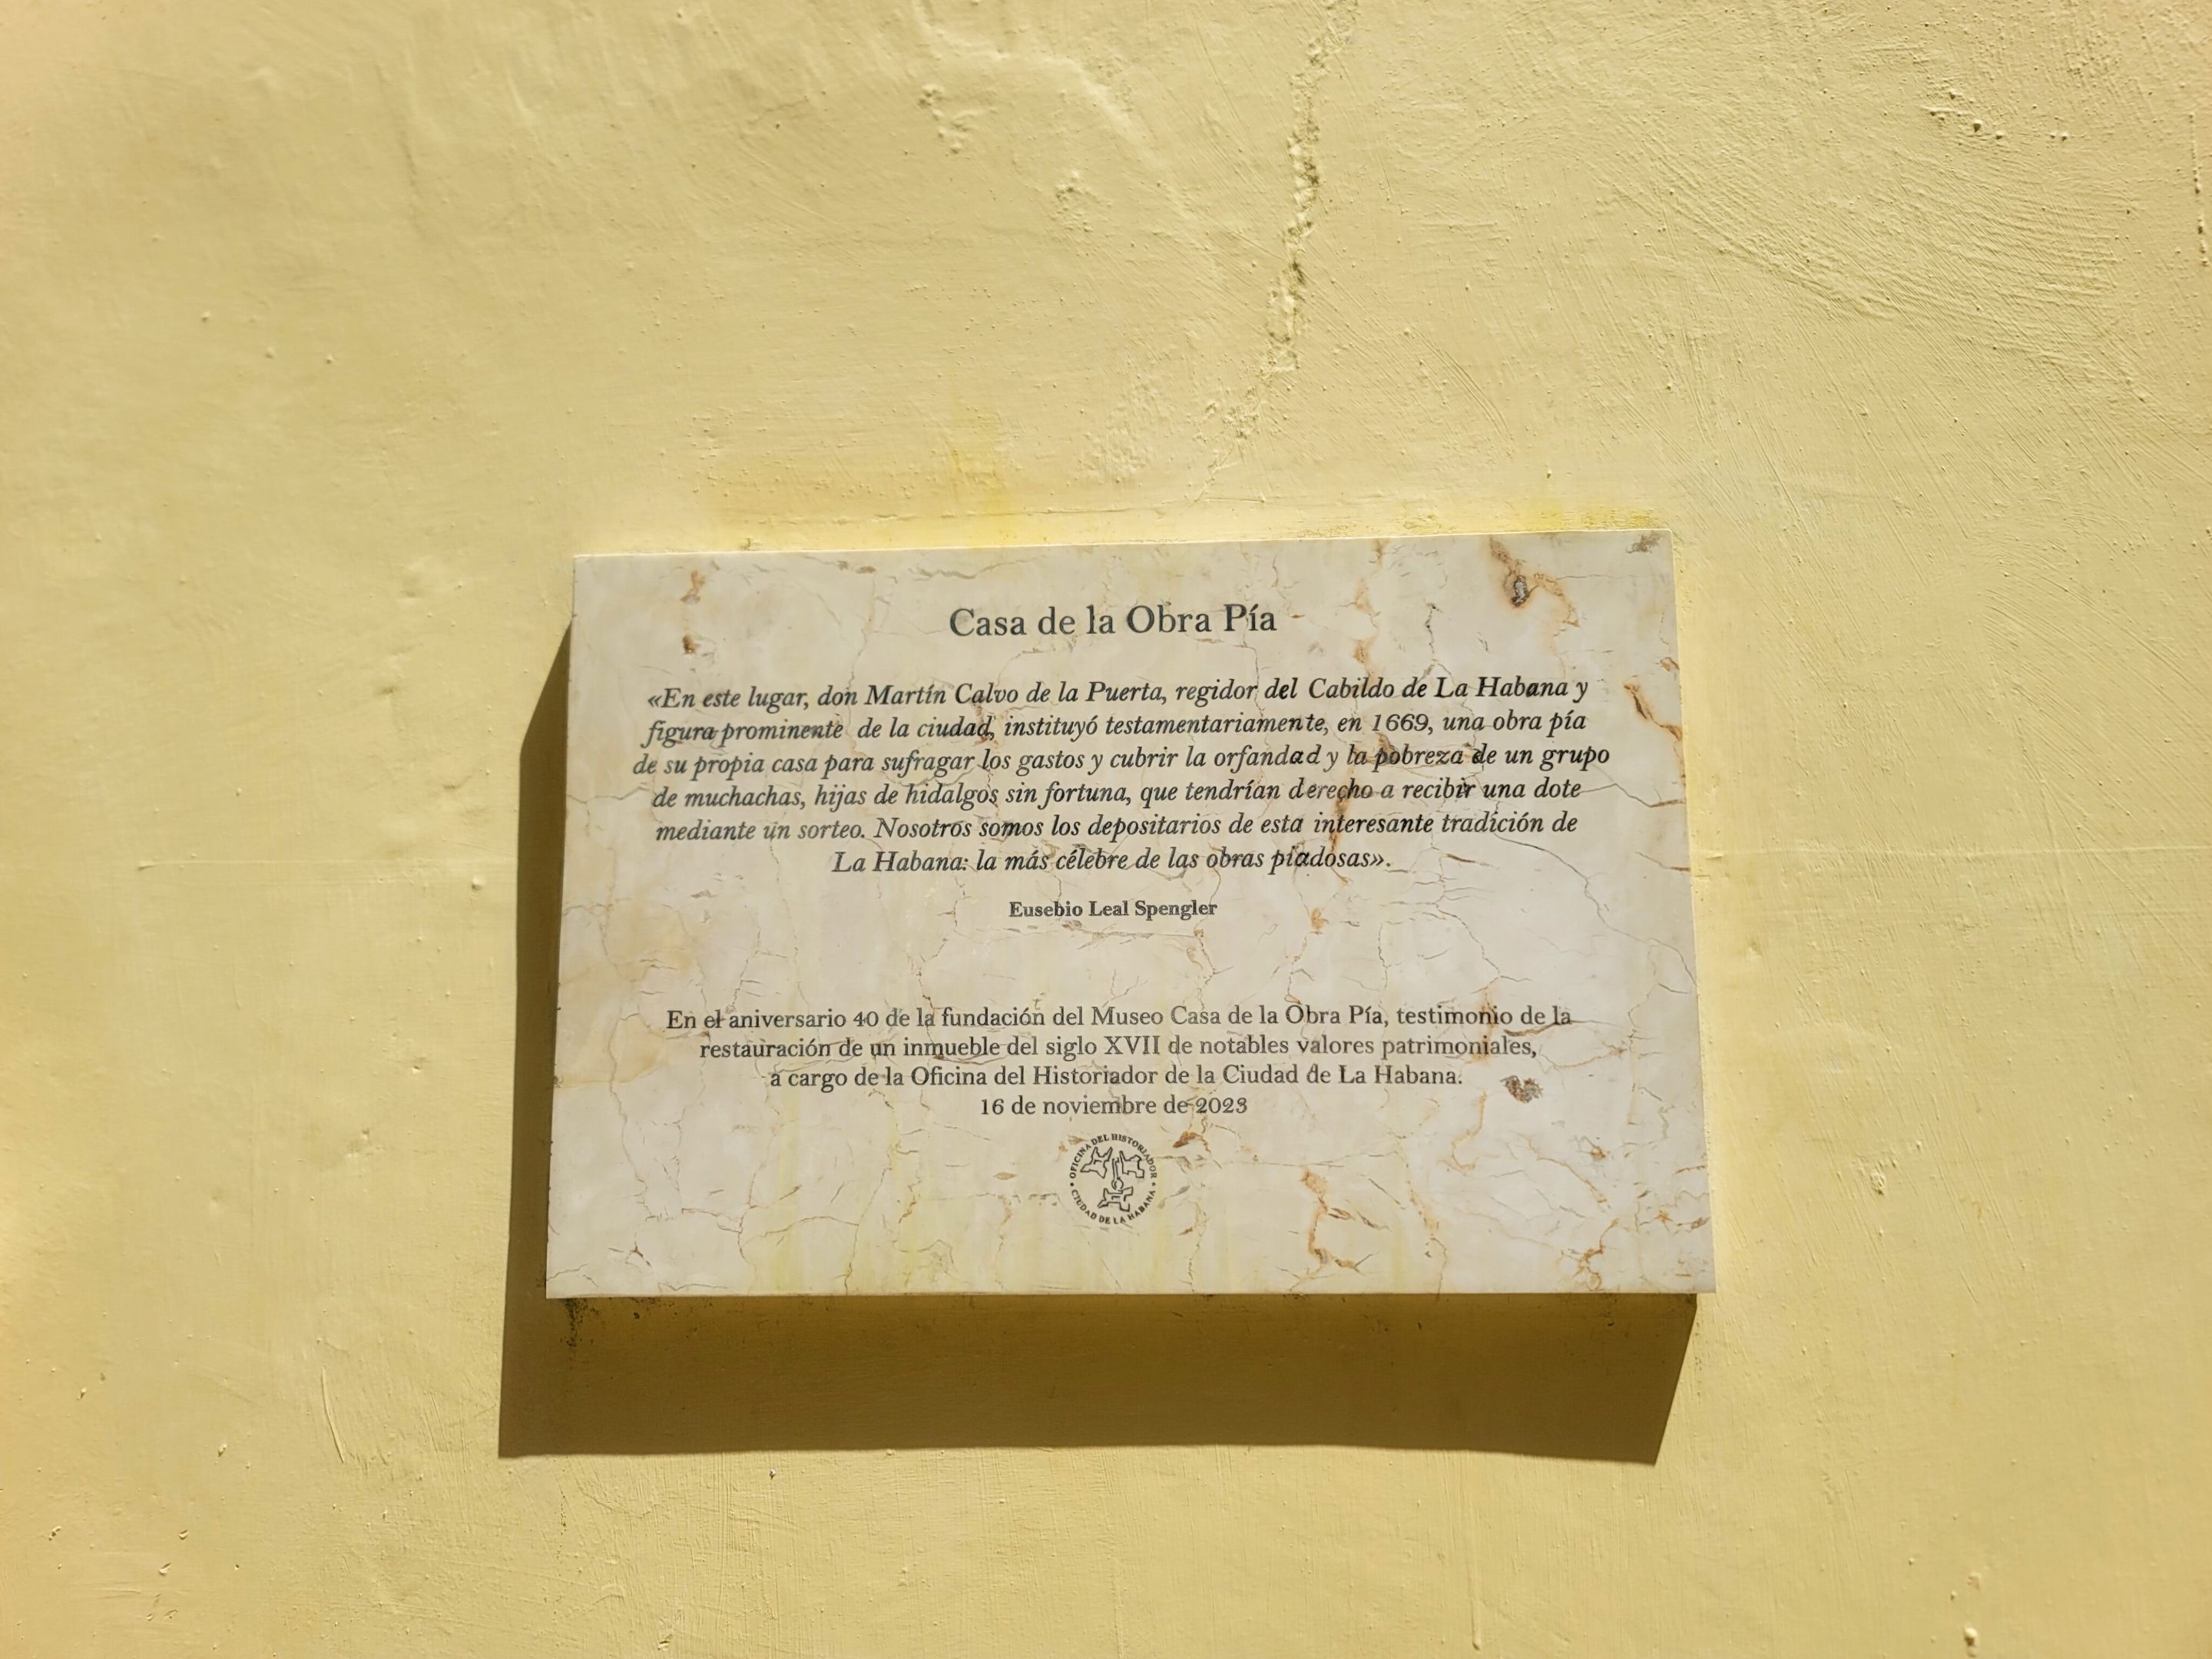 Casa de la Obra Pía
«En este lugar, don Martín Calvo de la Puerta, regidor del Cabildo de La Habana y
figura prominente de la ciudad, instituyó testamentariamente, en 1669, una obra pía
de su propia casa para sufragar los gastos y cubrir la orfandad y la pobreza de un grupo
de muchachas, hijas de hidalgos sin fortuna, que tendrían derecho a recibir una dote
mediante un sorteo. Nosotros somos los depositarios de esta interesante tradición de
La Habana: la más célebre de las obras piadosas».
Eusebio Leal Spengler
En el aniversario 40 de la fundación del Museo Casa de la Obra Pía, testimonio de la
restauración de un inmueble del siglo XVII de notables valores patrimoniales,
a cargo de la Oficina del Historiador de la Ciudad de La Habana.
16 de noviembre de 2023
OFICINA DEL HISTORIADOR
CIUDAD DE LA HABANA